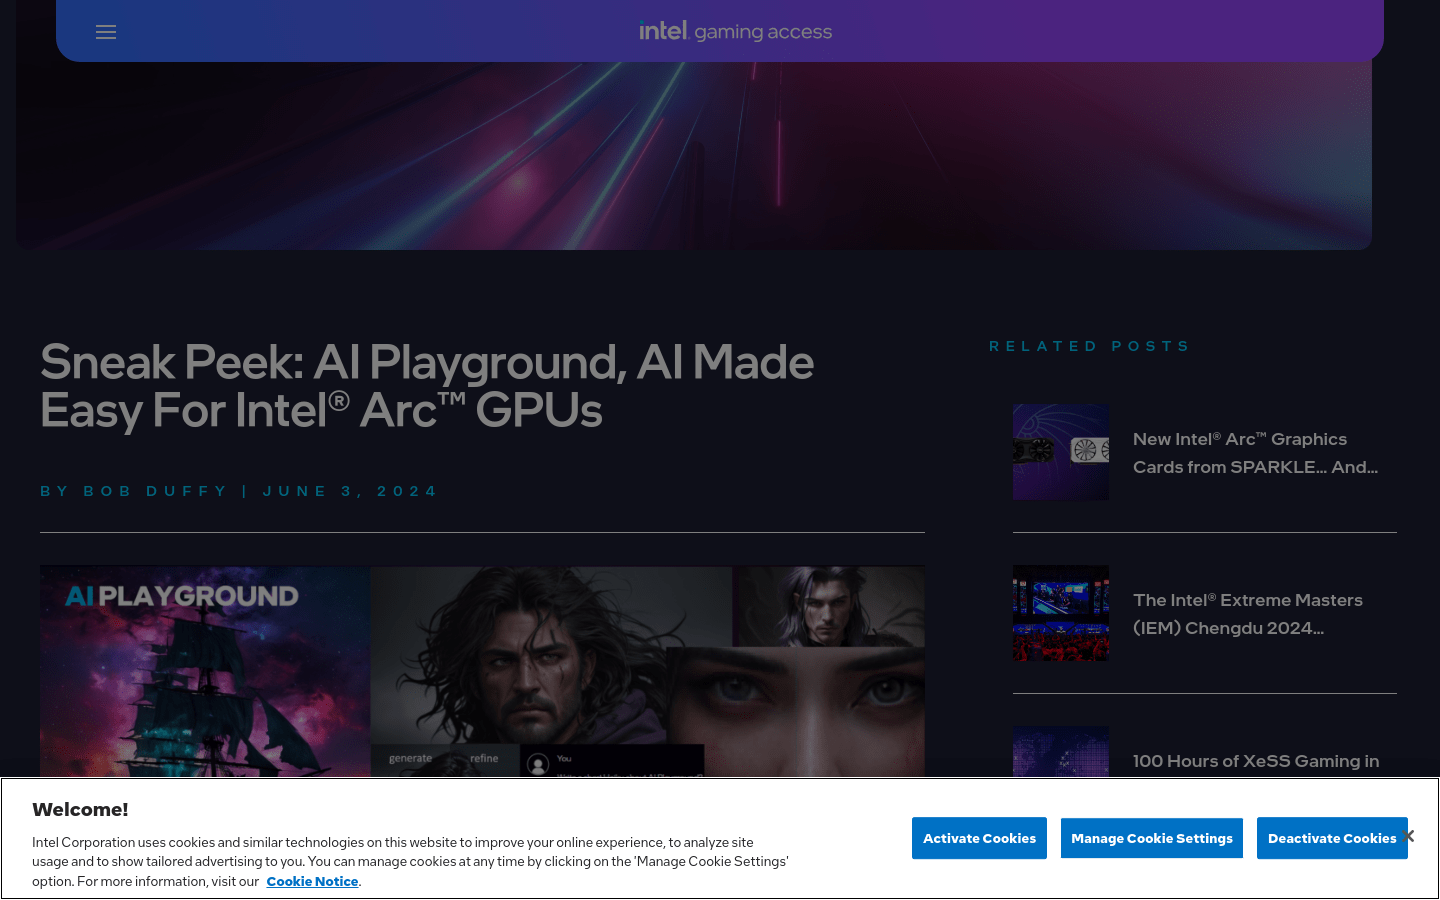 intel. gaming access
Sneak Peek: AI Playground, AI Made
Easy For Intel® Arc™ GPUs
BY BOB DUFFY | JUNE 3, 2024
AI PLAYGROUND
generate refine
You
RELATED POSTS
New Intel® Arc™ Graphics
Cards from SPARKLE... And...
The Intel® Extreme Masters
(IEM) Chengdu 2024...
100 Hours of XeSS Gaming in
Welcome!
Intel Corporation uses cookies and similar technologies on this website to improve your online experience, to analyze site
usage and to show tailored advertising to you. You can manage cookies at any time by clicking on the 'Manage Cookie Settings'
option. For more information, visit our Cookie Notice.
Activate Cookies
Manage Cookie Settings
Deactivate Cookies